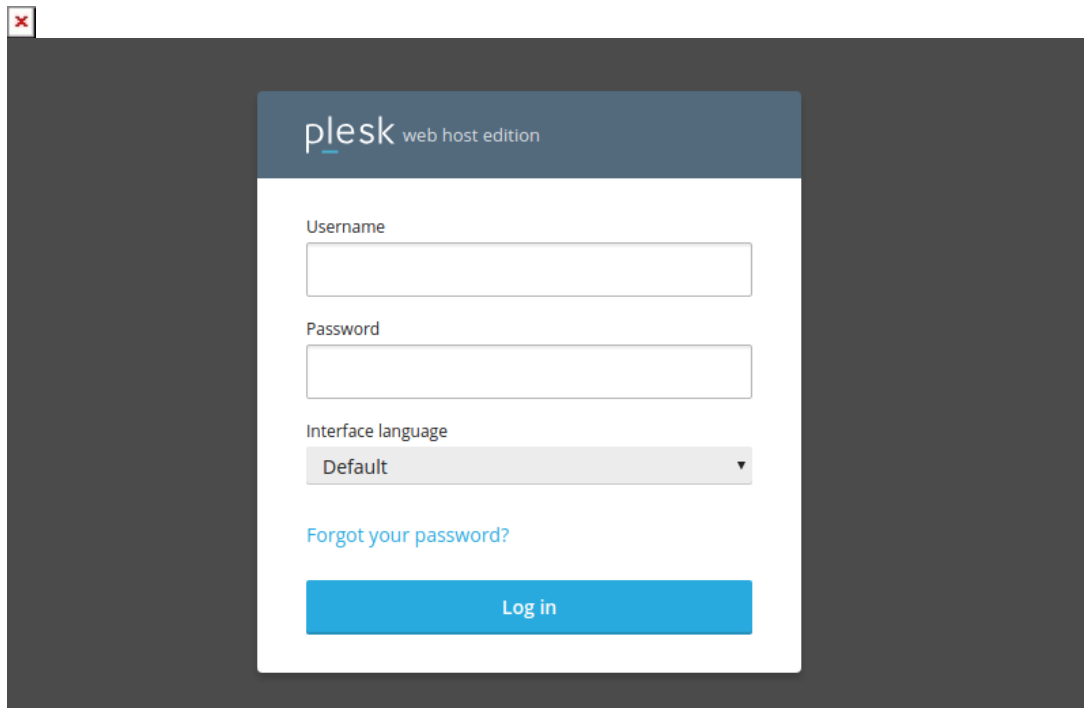 plesk web host edition
Username
Password
Interface language
Default
Forgot your password?
Log in